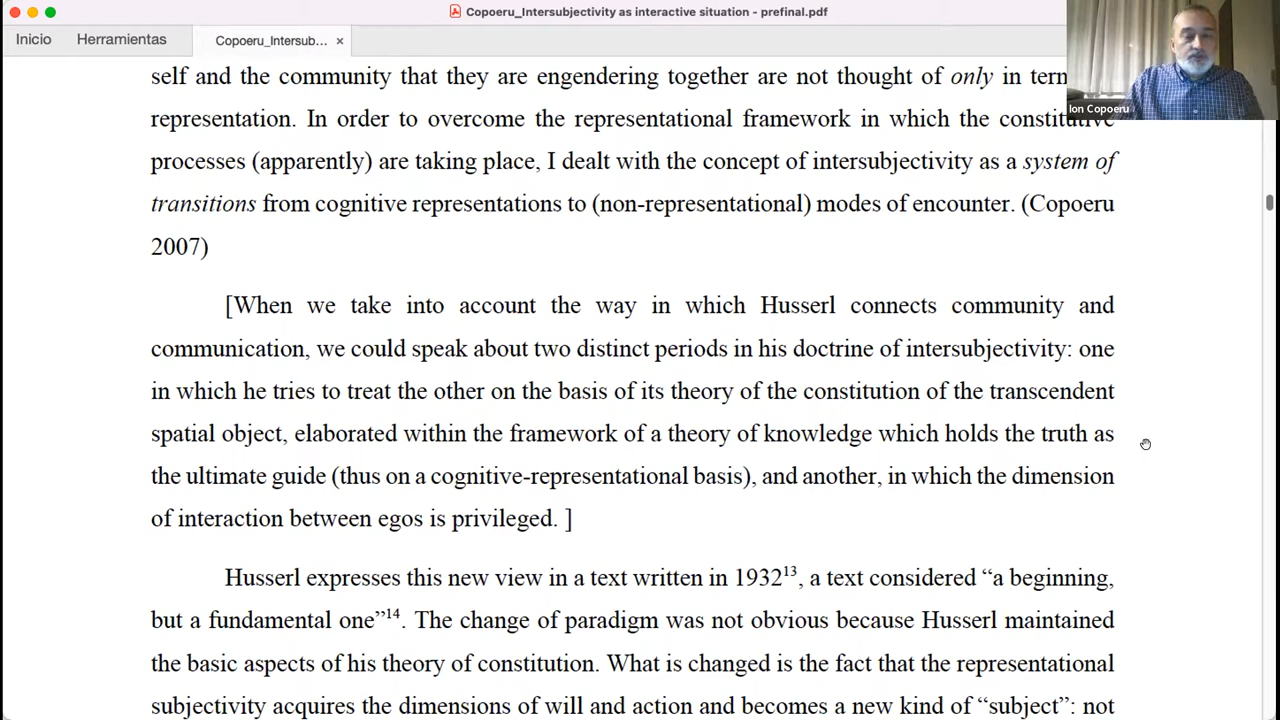 Copoeru_Intersubjectivity as interactive situation - prefinal.pdf
Inicio
Herramientas
Copoeru_Intersub...
×
Ion Copoeru
self and the community that they are engendering together are not thought of only in term
representation. In order to overcome the representational framework in which the constitutive
processes (apparently) are taking place, I dealt with the concept of intersubjectivity as a system of
transitions from cognitive representations to (non-representational) modes of encounter. (Copoeru
2007)
[When we take into account the way in which Husserl connects community and
communication, we could speak about two distinct periods in his doctrine of intersubjectivity: one
in which he tries to treat the other on the basis of its theory of the constitution of the transcendent
spatial object, elaborated within the framework of a theory of knowledge which holds the truth as
the ultimate guide (thus on a cognitive-representational basis), and another, in which the dimension
of interaction between egos is privileged. ]
Husserl expresses this new view in a text written in 1932¹³, a text considered “a beginning,
but a fundamental one”¹⁴. The change of paradigm was not obvious because Husserl maintained
the basic aspects of his theory of constitution. What is changed is the fact that the representational
subjectivity acquires the dimensions of will and action and becomes a new kind of “subject”: not